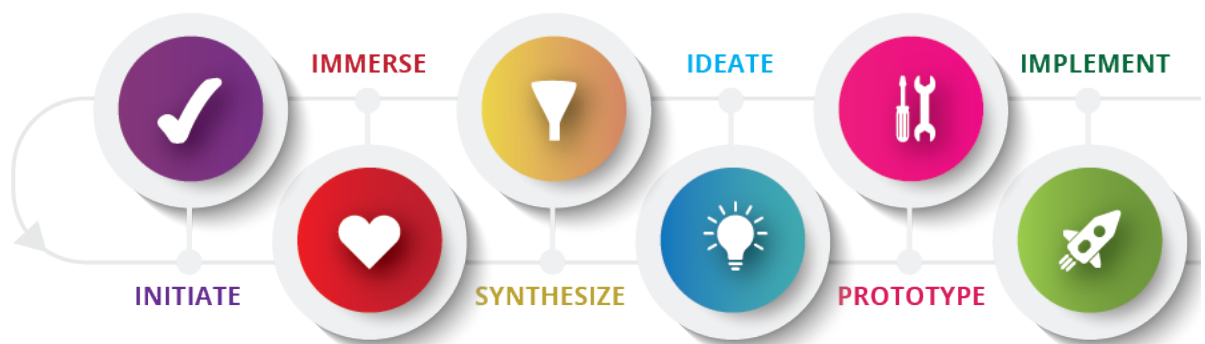 INITIATE
IMMERSE
SYNTHESIZE
IDEATE
PROTOTYPE
IMPLEMENT